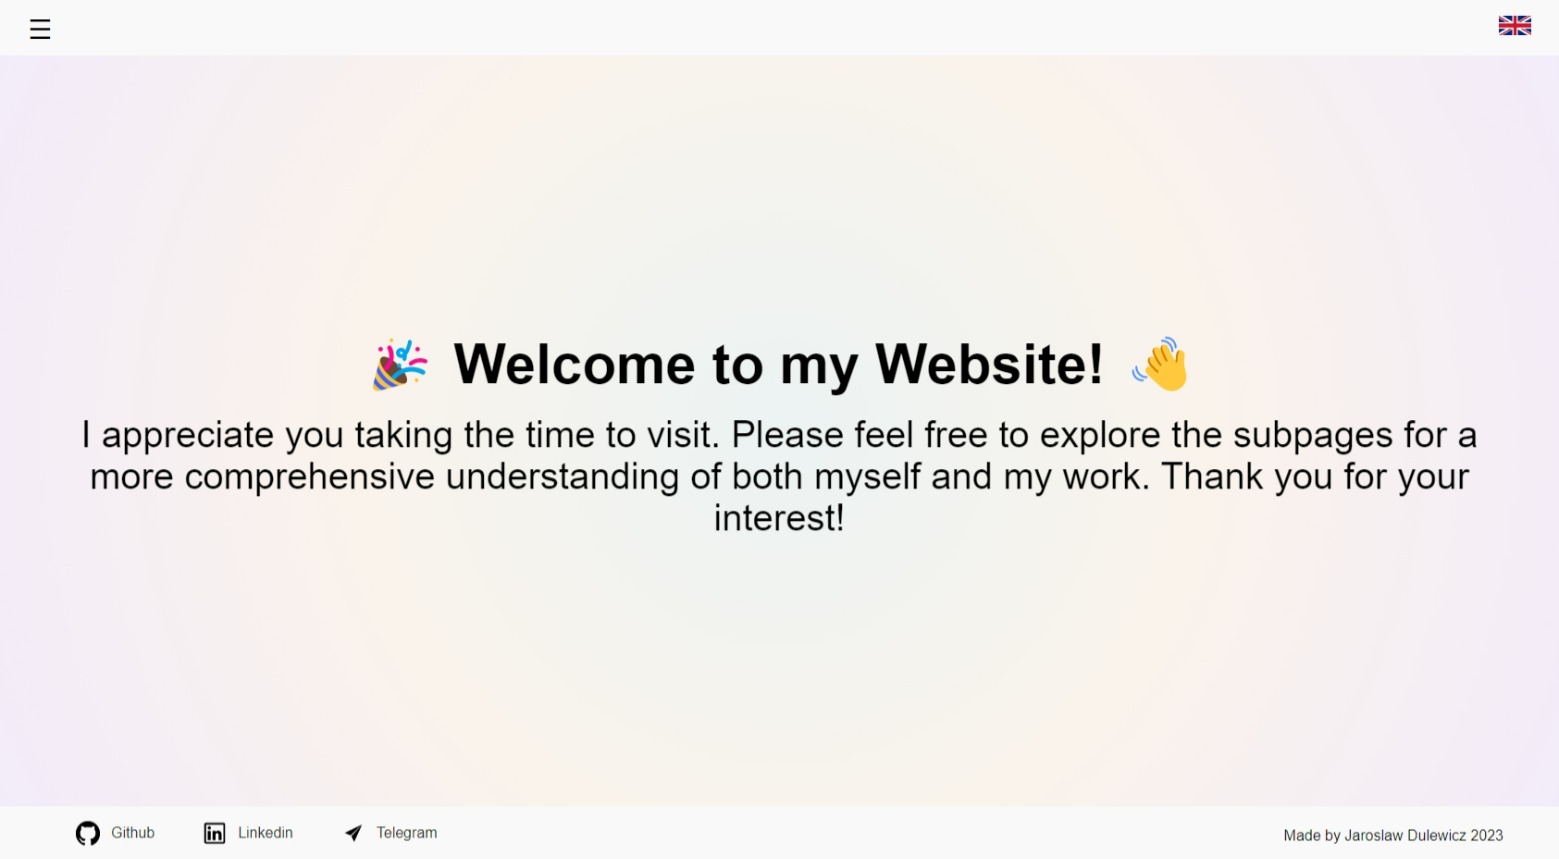 🎉 Welcome to my Website! 👋
I appreciate you taking the time to visit. Please feel free to explore the subpages for a
more comprehensive understanding of both myself and my work. Thank you for your
interest!
Github Linkedin Telegram
Made by Jaroslaw Dulewicz 2023